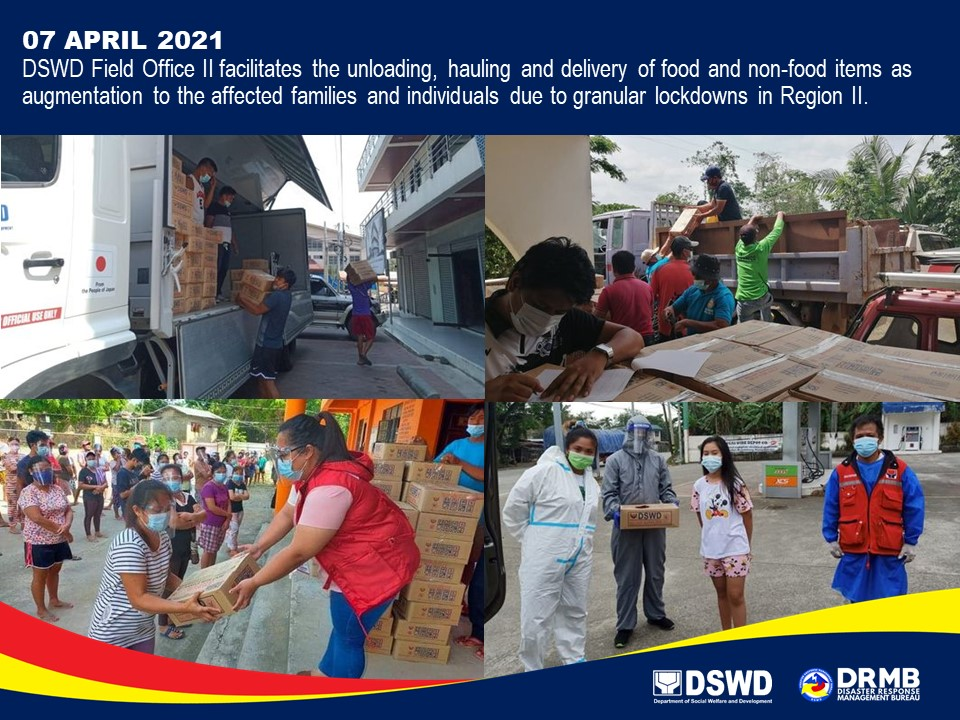 07 APRIL 2021
DSWD Field Office II facilitates the unloading, hauling and delivery of food and non-food items as
augmentation to the affected families and individuals due to granular lockdowns in Region II.
From
the People of Japan
OFFICIAL USE ONLY
DSWD
XCS
DSWD
Department of Social Welfare and Development
DRMB
DISASTER RESPONSE
MANAGEMENT BUREAU